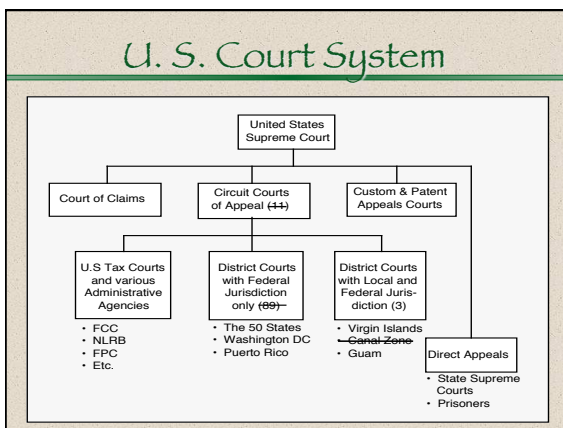 U. S. Court System
United States
Supreme Court
Court of Claims
Circuit Courts
of Appeal (11)
Custom & Patent
Appeals Courts
U.S Tax Courts
and various
Administrative
Agencies
• FCC
• NLRB
• FPC
• Etc.
District Courts
with Federal
Jurisdiction
only (89)
• The 50 States
• Washington DC
• Puerto Rico
District Courts
with Local and
Federal Juris-
diction (3)
• Virgin Islands
• Canal Zone
• Guam
Direct Appeals
• State Supreme
Courts
• Prisoners